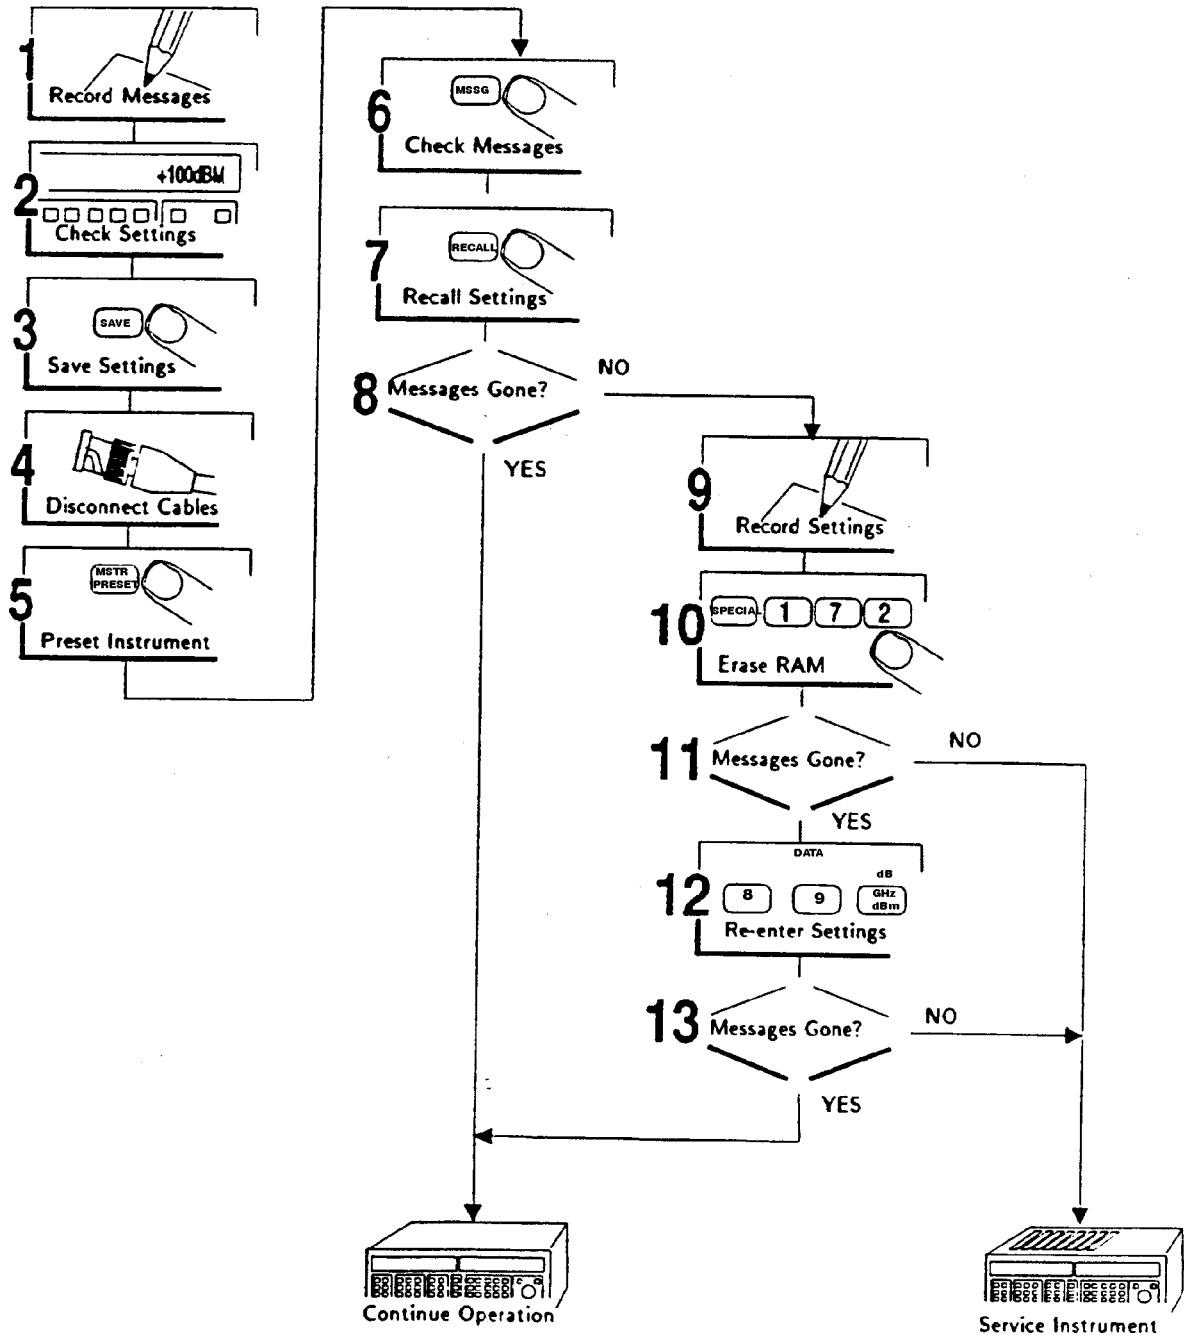 1
Record Messages
+100dBM
2
Check Settings
3
SAVE
Save Settings
4
Disconnect Cables
5
MSTR
PRESET
Preset Instrument
6
MSSG
Check Messages
7
RECALL
Recall Settings
8
Messages Gone?
NO
YES
9
Record Settings
10
SPECIAL 1 7 2
Erase RAM
11
Messages Gone?
NO
YES
12
DATA
dB
8 9 GHz
dBm
Re-enter Settings
13
Messages Gone?
NO
YES
Continue Operation
Service Instrument